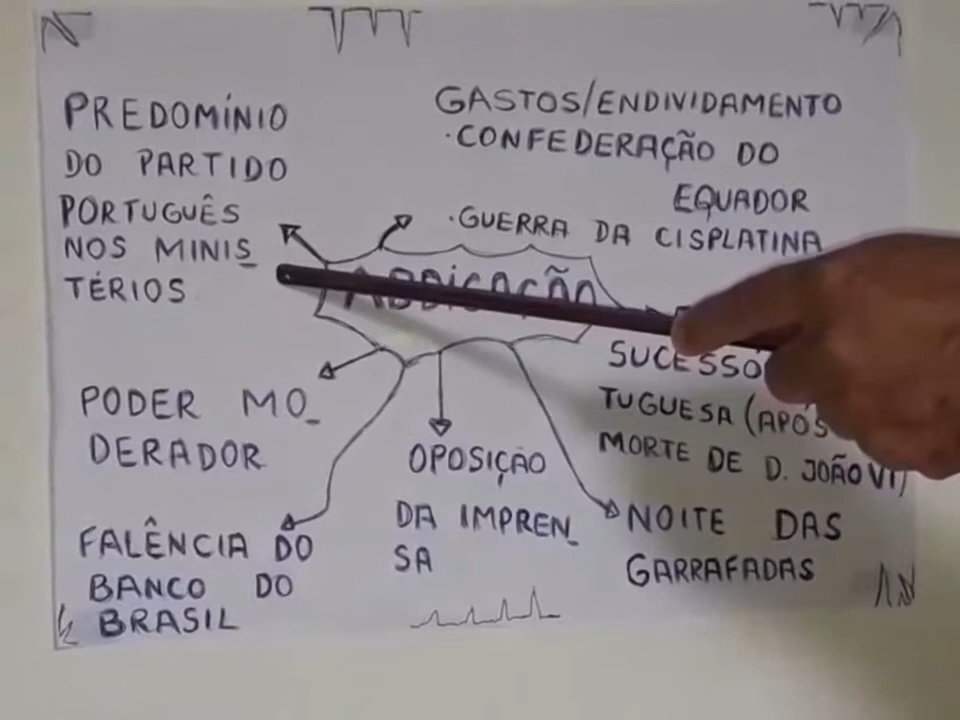 PREDOMÍNIO
DO PARTIDO
PORTUGUÊS
NOS MINIS_
TÉRIOS
GASTOS/ENDIVIDAMENTO
·CONFEDERAÇÃO DO
EQUADOR
·GUERRA DA CISPLATINA
ABDICAÇÃO
TUGUESA (APÓS
MORTE DE D. JOÃO VI)
PODER MO_
DERADOR
OPOSIÇÃO
DA IMPREN_
SA
NOITE DAS
GARRAFADAS
FALÊNCIA DO
BANCO DO
BRASIL